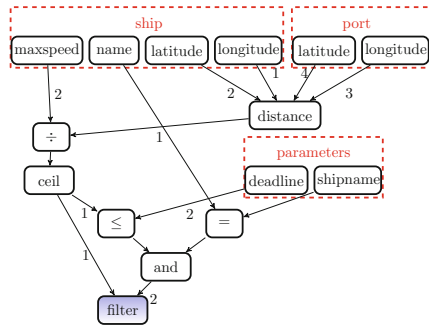 ship port
maxspeed name latitude longitude latitude longitude
1 4
2 2 3
distance
÷ 1
parameters
ceil deadline shipname
1 2
≤ =
1 and
2
filter